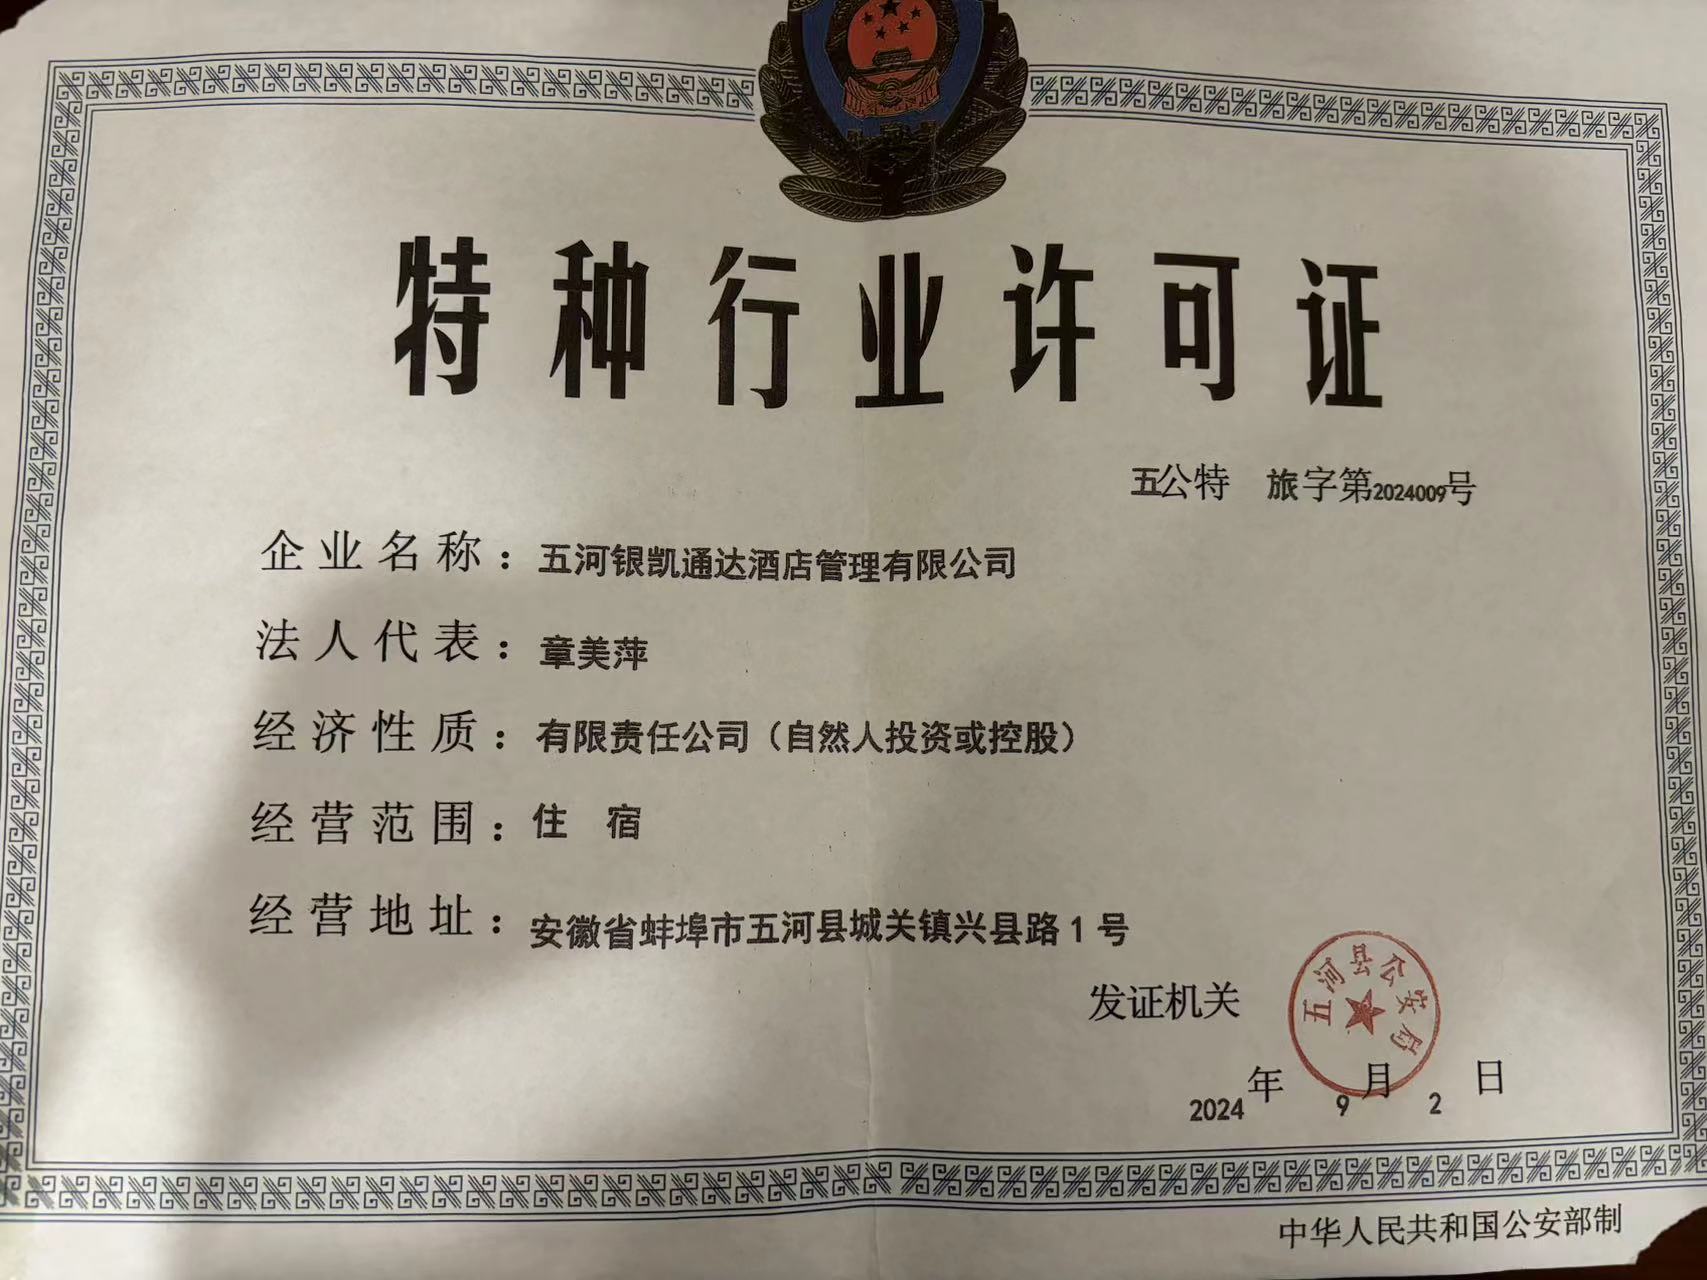 特种行业许可证
五公特 旅字第2024009号
企业名称：五河银凯通达酒店管理有限公司
法人代表：章美萍
经济性质：有限责任公司（自然人投资或控股）
经营范围：住 宿
经营地址：安徽省蚌埠市五河县城关镇兴县路1号
发证机关
五河县公安局
2024年9月2日
中华人民共和国公安部制